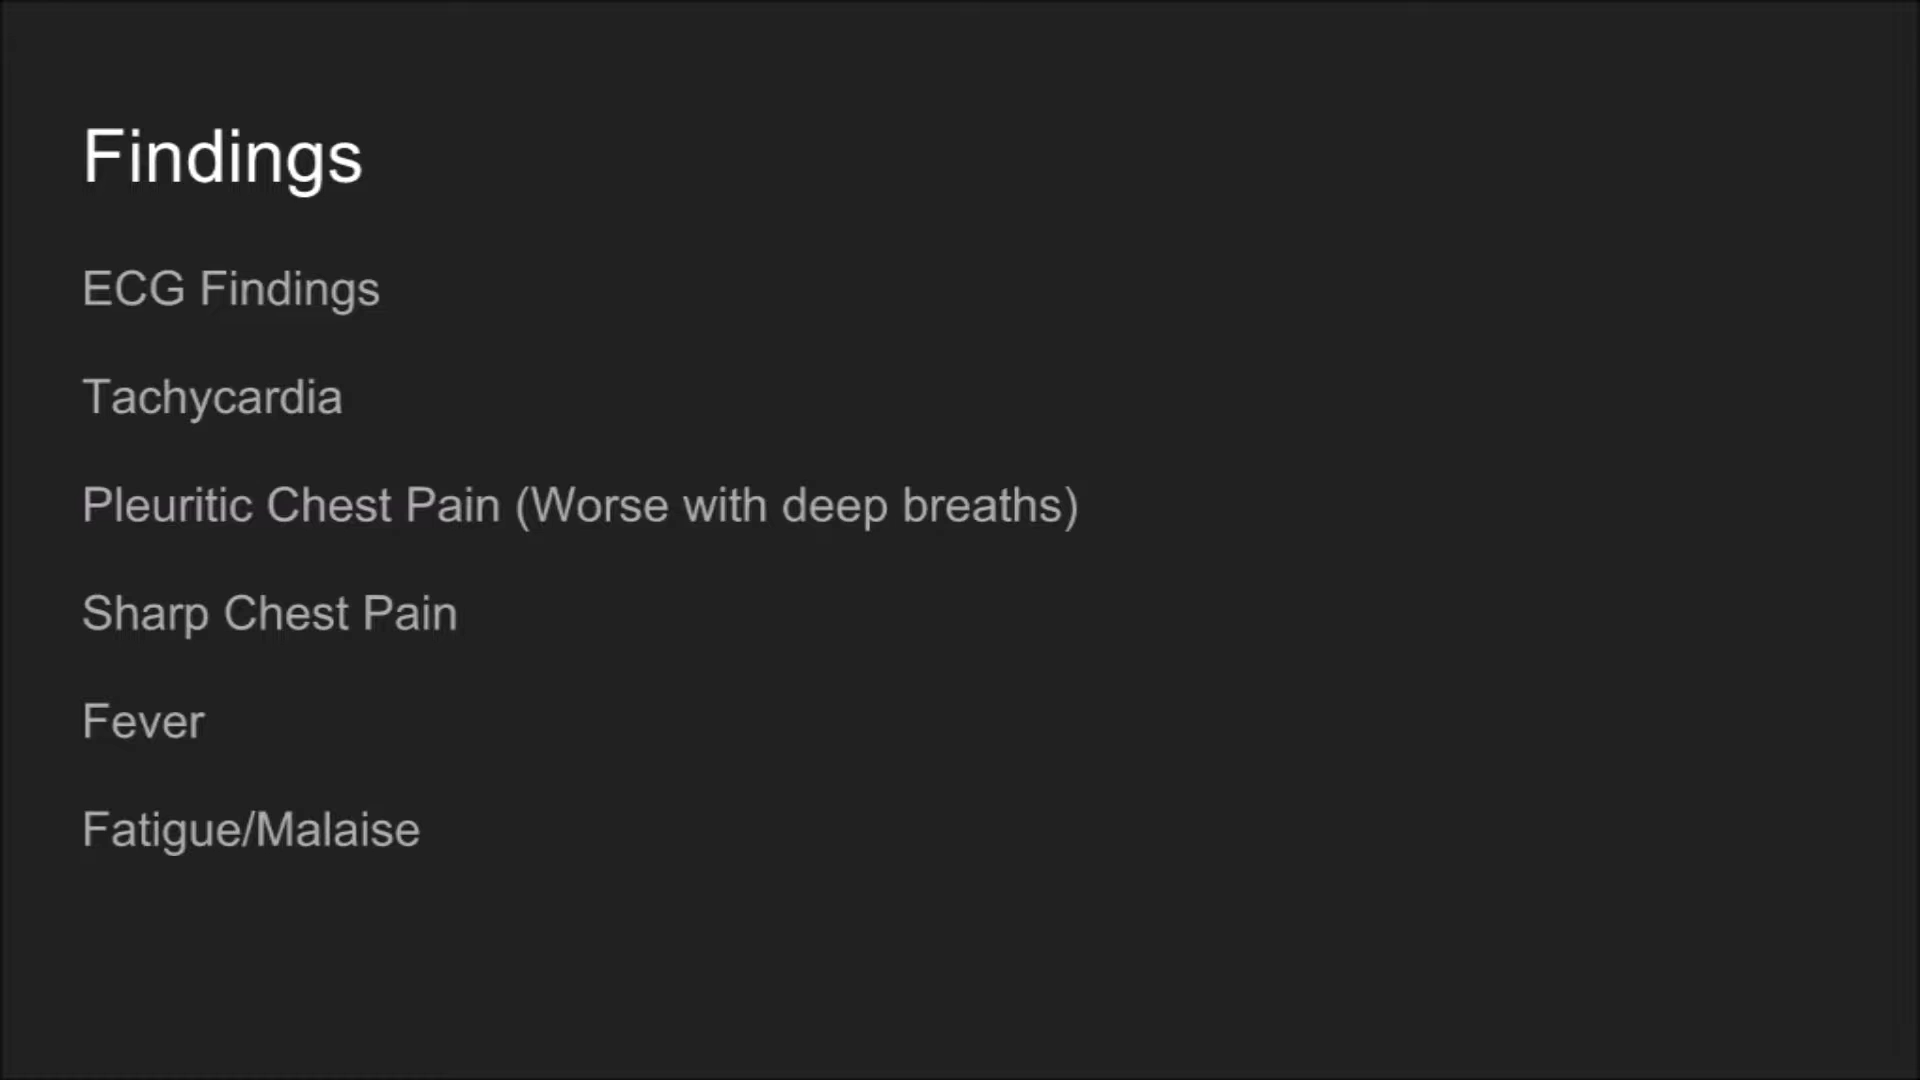 Findings
ECG Findings
Tachycardia
Pleuritic Chest Pain (Worse with deep breaths)
Sharp Chest Pain
Fever
Fatigue/Malaise